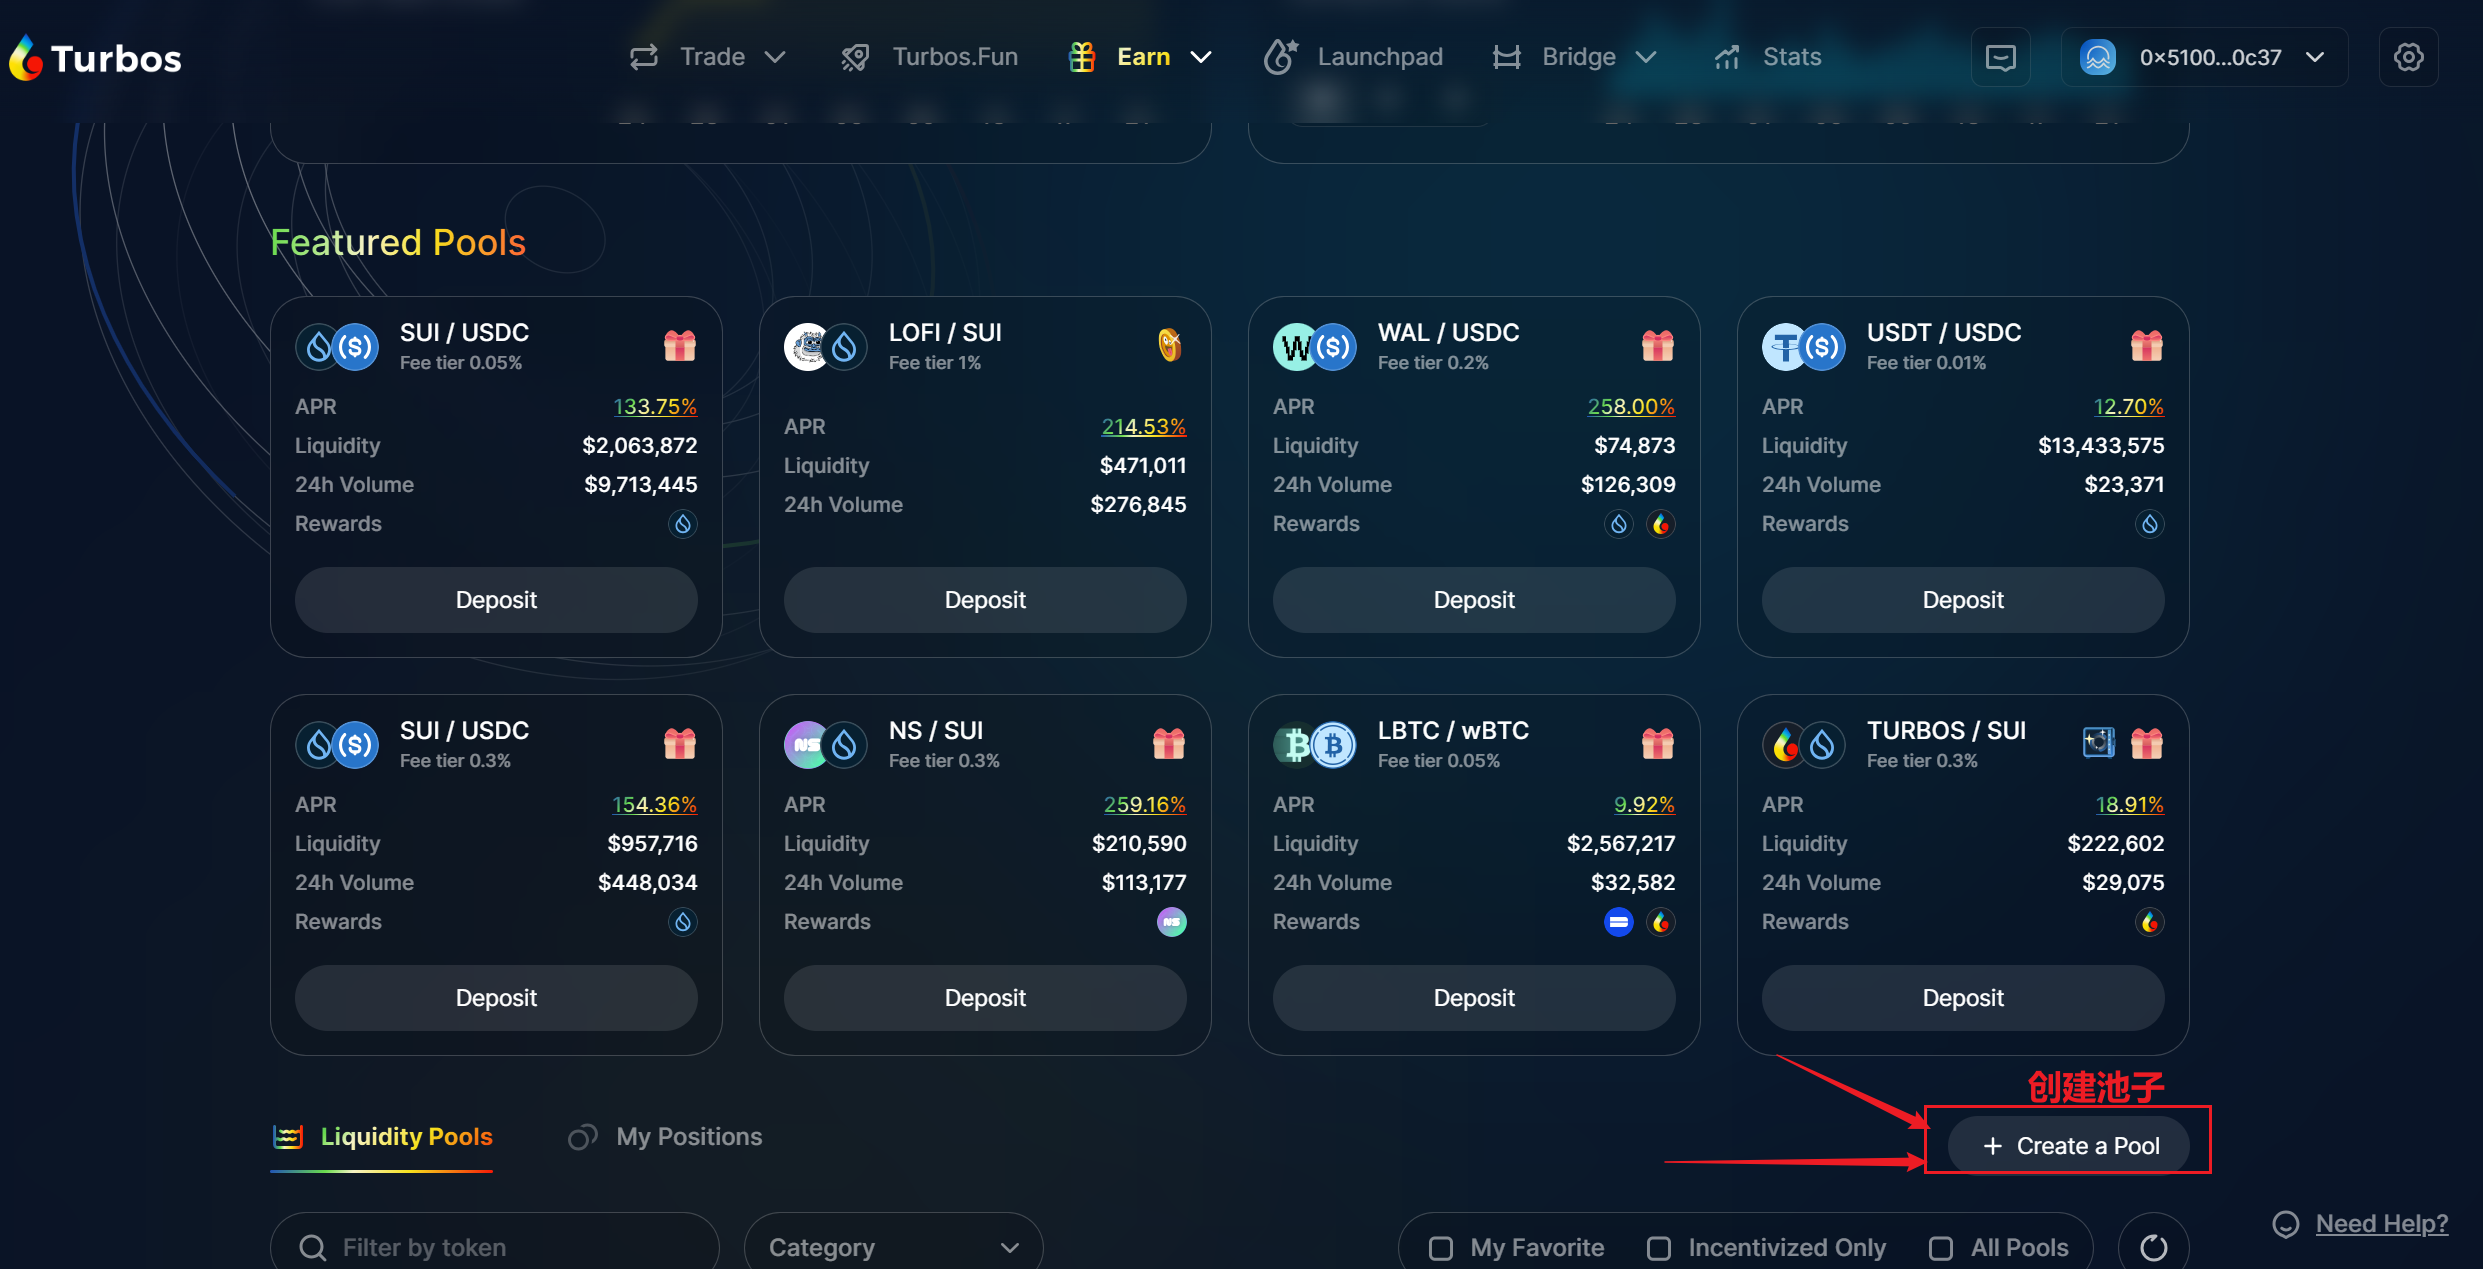 Turbos
Trade
Turbos.Fun
Earn
Launchpad
Bridge
Stats
0×5100...0c37
Featured Pools
SUI / USDC
Fee tier 0.05%
APR 133.75%
Liquidity $2,063,872
24h Volume $9,713,445
Rewards
Deposit
LOFI / SUI
Fee tier 1%
APR 214.53%
Liquidity $471,011
24h Volume $276,845
Deposit
WAL / USDC
Fee tier 0.2%
APR 258.00%
Liquidity $74,873
24h Volume $126,309
Rewards
Deposit
USDT / USDC
Fee tier 0.01%
APR 12.70%
Liquidity $13,433,575
24h Volume $23,371
Rewards
Deposit
SUI / USDC
Fee tier 0.3%
APR 154.36%
Liquidity $957,716
24h Volume $448,034
Rewards
Deposit
NS / SUI
Fee tier 0.3%
APR 259.16%
Liquidity $210,590
24h Volume $113,177
Rewards
Deposit
LBTC / wBTC
Fee tier 0.05%
APR 9.92%
Liquidity $2,567,217
24h Volume $32,582
Rewards
Deposit
TURBOS / SUI
Fee tier 0.3%
APR 18.91%
Liquidity $222,602
24h Volume $29,075
Rewards
Deposit
创建池子
Liquidity Pools
My Positions
+ Create a Pool
Need Help?
Filter by token
Category
My Favorite
Incentivized Only
All Pools